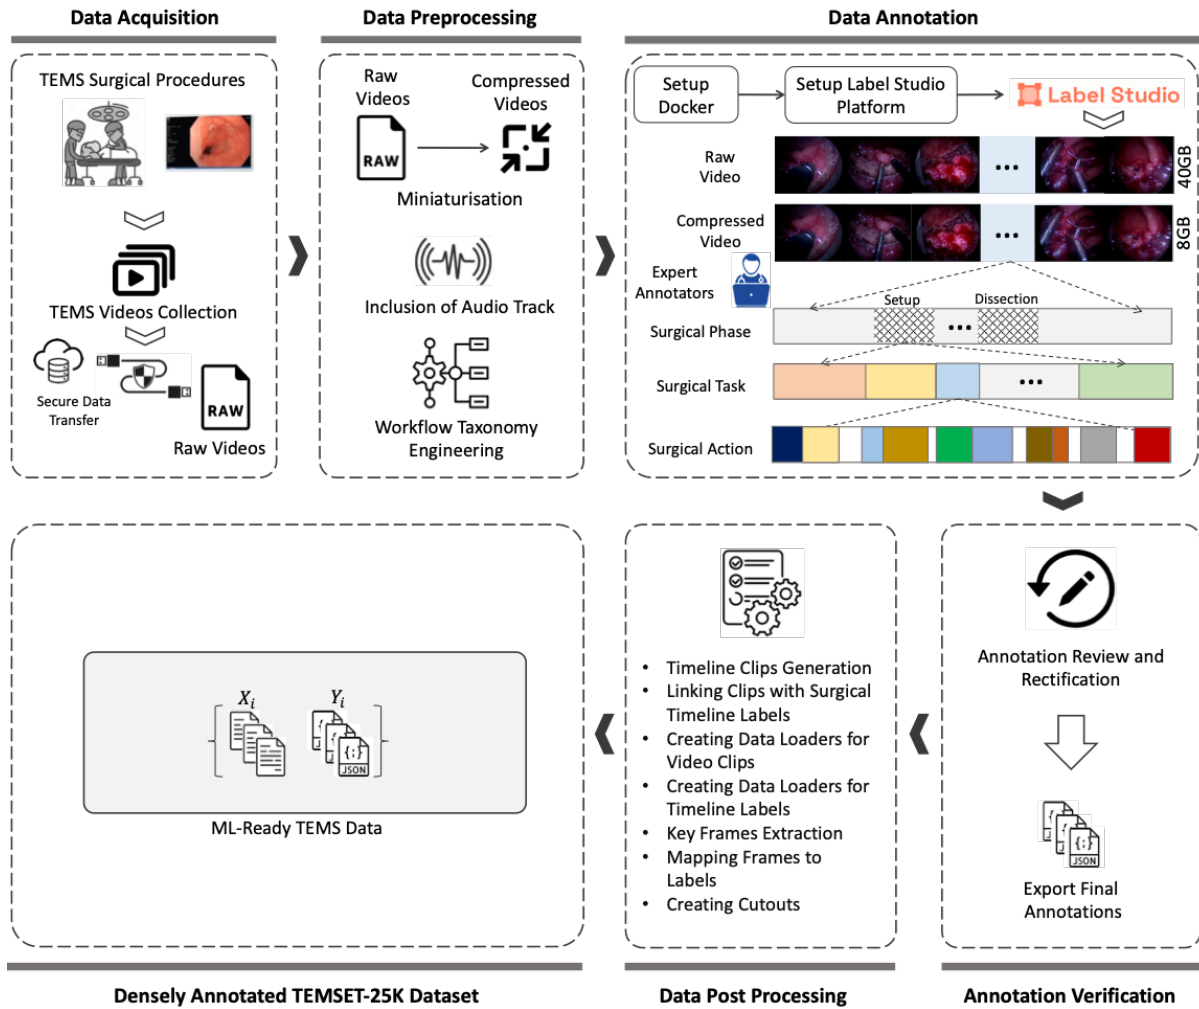 Data Acquisition
Data Preprocessing
Data Annotation
TEMS Surgical Procedures
TEMS Videos Collection
Secure Data
Transfer
RAW
Raw Videos
Raw
Videos
Compressed
Videos
RAW
Miniaturisation
Inclusion of Audio Track
Workflow Taxonomy
Engineering
Setup
Docker
Setup Label Studio
Platform
Label Studio
Raw
Video
...
40GB
Compressed
Video
...
8GB
Expert
Annotators
Setup
Dissection
Surgical Phase
...
Surgical Task
...
Surgical Action
Annotation Review and
Rectification
{;}
JSON
Export Final
Annotations
Annotation Verification
• Timeline Clips Generation
• Linking Clips with Surgical
Timeline Labels
• Creating Data Loaders for
Video Clips
• Creating Data Loaders for
Timeline Labels
• Key Frames Extraction
• Mapping Frames to
Labels
• Creating Cutouts
Data Post Processing
Xi
Yi
{;}
JSON
ML-Ready TEMS Data
Densely Annotated TEMSET-25K Dataset